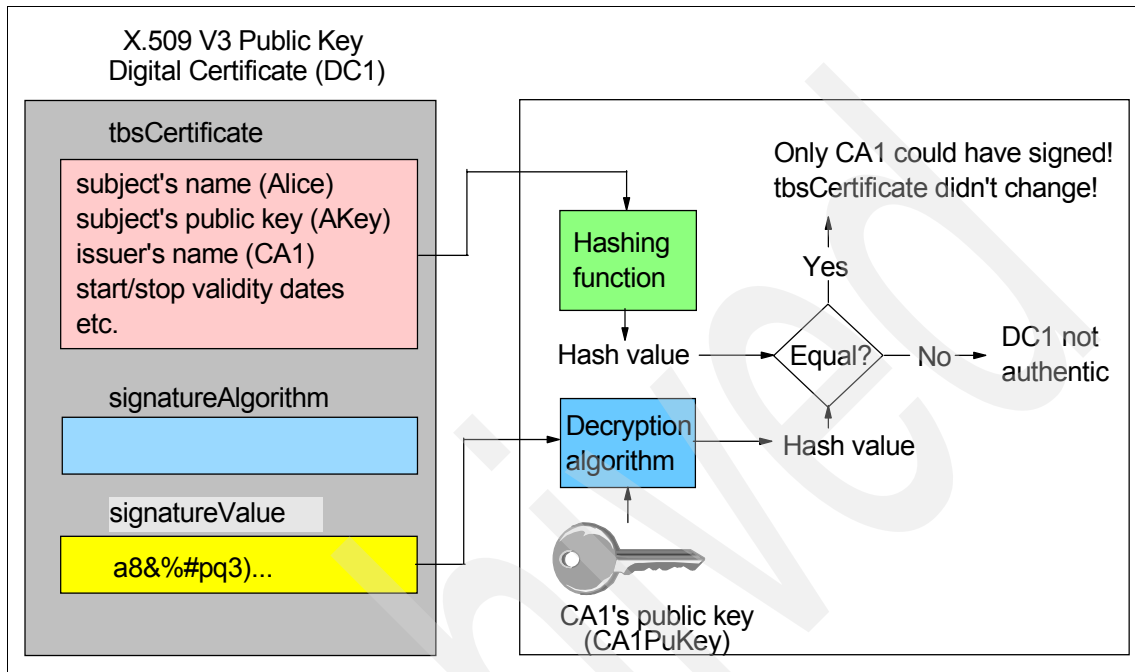 X.509 V3 Public Key
Digital Certificate (DC1)
tbsCertificate
subject's name (Alice)
subject's public key (AKey)
issuer's name (CA1)
start/stop validity dates
etc.
signatureAlgorithm
signatureValue
a8&%#pq3)...
Only CA1 could have signed!
tbsCertificate didn't change!
Hashing
function
Yes
Hash value
Equal?
No
DC1 not
authentic
Decryption
algorithm
Hash value
CA1's public key
(CA1PuKey)